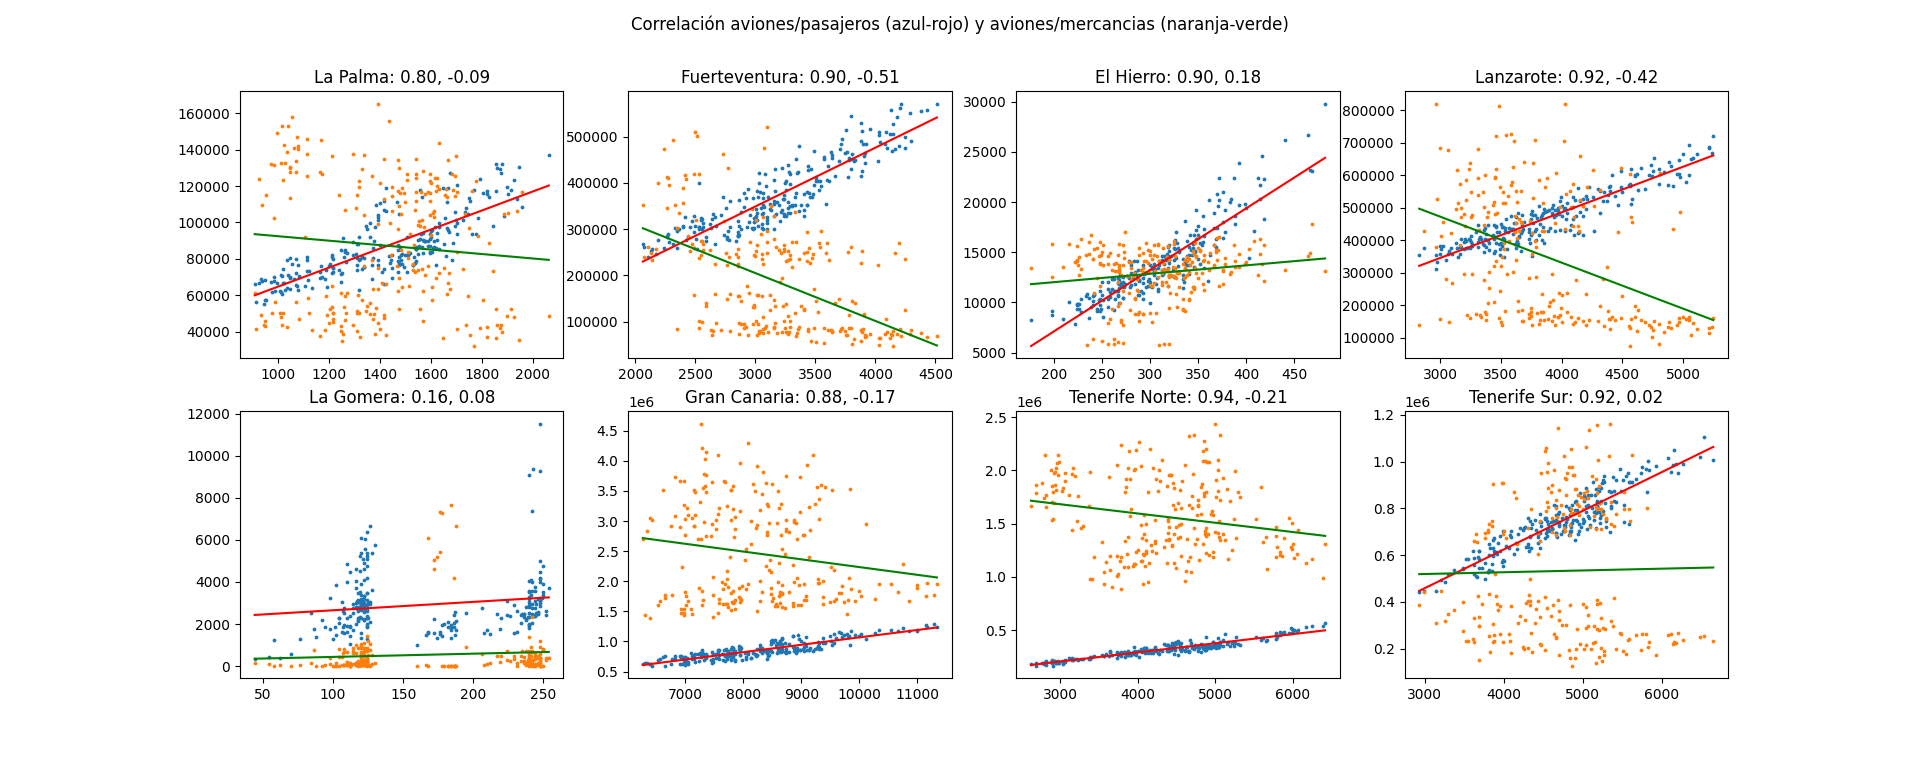 Correlación aviones/pasajeros (azul-rojo) y aviones/mercancias (naranja-verde)
La Palma: 0.80, -0.09
160000
140000
120000
100000
80000
60000
40000
1000 1200 1400 1600 1800 2000
Fuerteventura: 0.90, -0.51
500000
400000
300000
200000
100000
2000 2500 3000 3500 4000 4500
El Hierro: 0.90, 0.18
30000
25000
20000
15000
10000
5000
200 250 300 350 400 450
Lanzarote: 0.92, -0.42
800000
700000
600000
500000
400000
300000
200000
100000
3000 3500 4000 4500 5000
La Gomera: 0.16, 0.08
12000
10000
8000
6000
4000
2000
0
50 100 150 200 250
Gran Canaria: 0.88, -0.17
1e6
4.5
4.0
3.5
3.0
2.5
2.0
1.5
1.0
0.5
7000 8000 9000 10000 11000
Tenerife Norte: 0.94, -0.21
1e6
2.5
2.0
1.5
1.0
0.5
3000 4000 5000 6000
Tenerife Sur: 0.92, 0.02
1e6
1.2
1.0
0.8
0.6
0.4
0.2
3000 4000 5000 6000